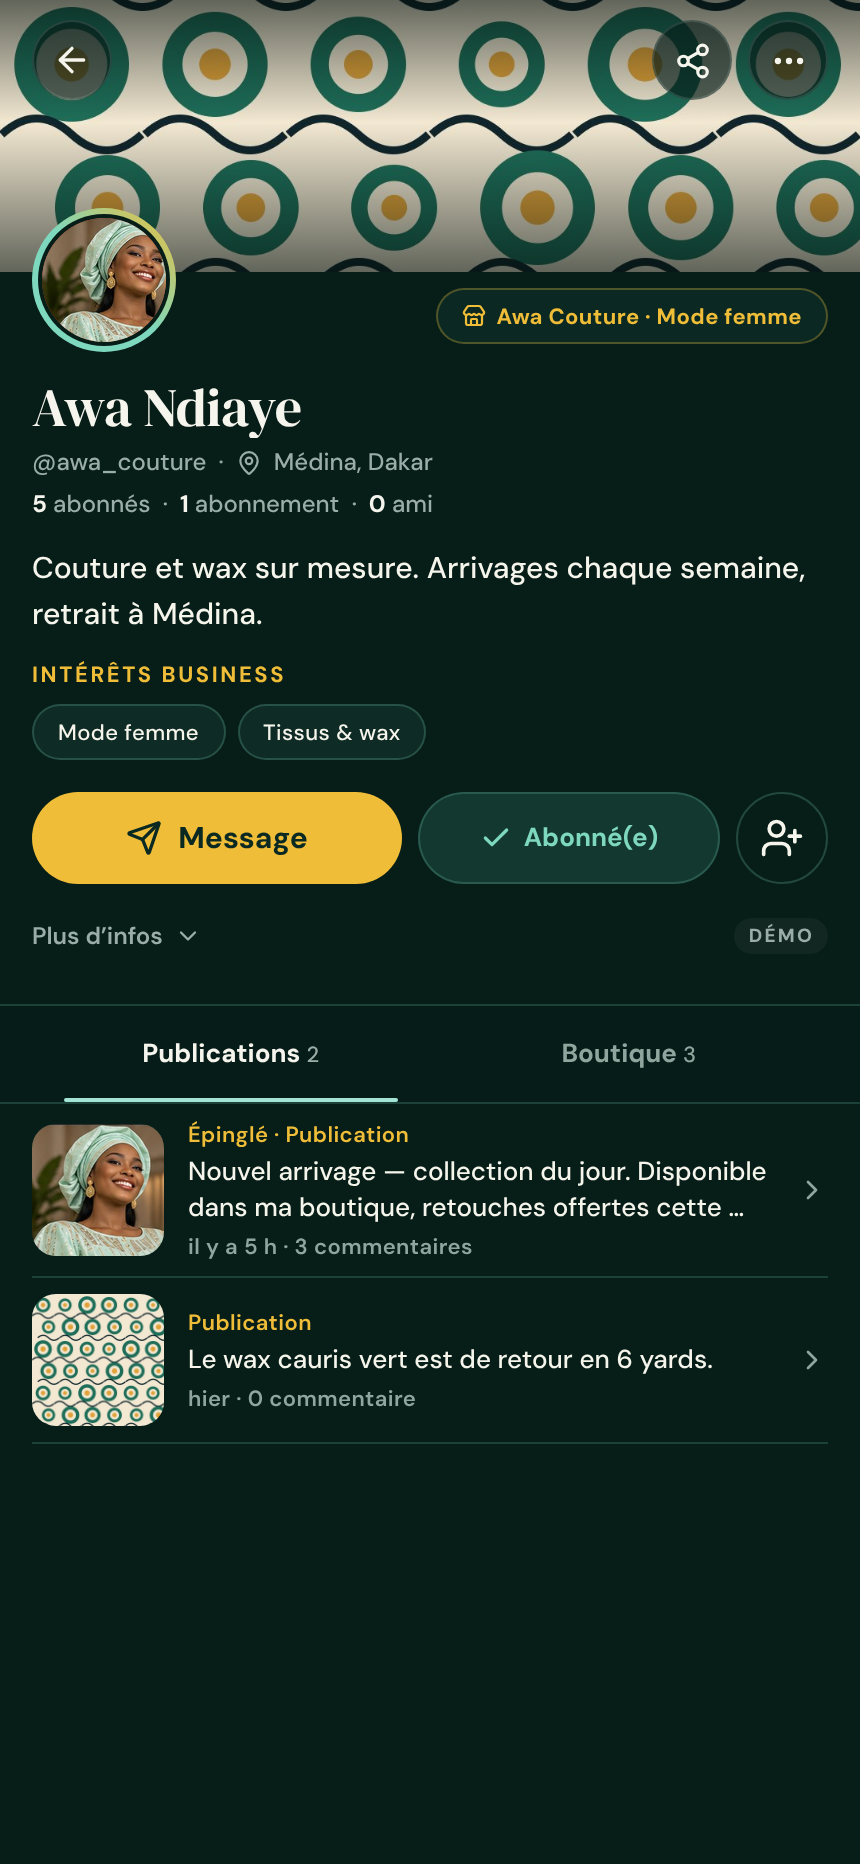 Awa Couture · Mode femme
Awa Ndiaye
@awa_couture · Médina, Dakar
5 abonnés · 1 abonnement · 0 ami
Couture et wax sur mesure. Arrivages chaque semaine,
retrait à Médina.
INTÉRÊTS BUSINESS
Mode femme
Tissus & wax
Message
Abonné(e)
Plus d’infos
DÉMO
Publications 2
Boutique 3
Épinglé · Publication
Nouvel arrivage — collection du jour. Disponible
dans ma boutique, retouches offertes cette ...
il y a 5 h · 3 commentaires
Publication
Le wax cauris vert est de retour en 6 yards.
hier · 0 commentaire